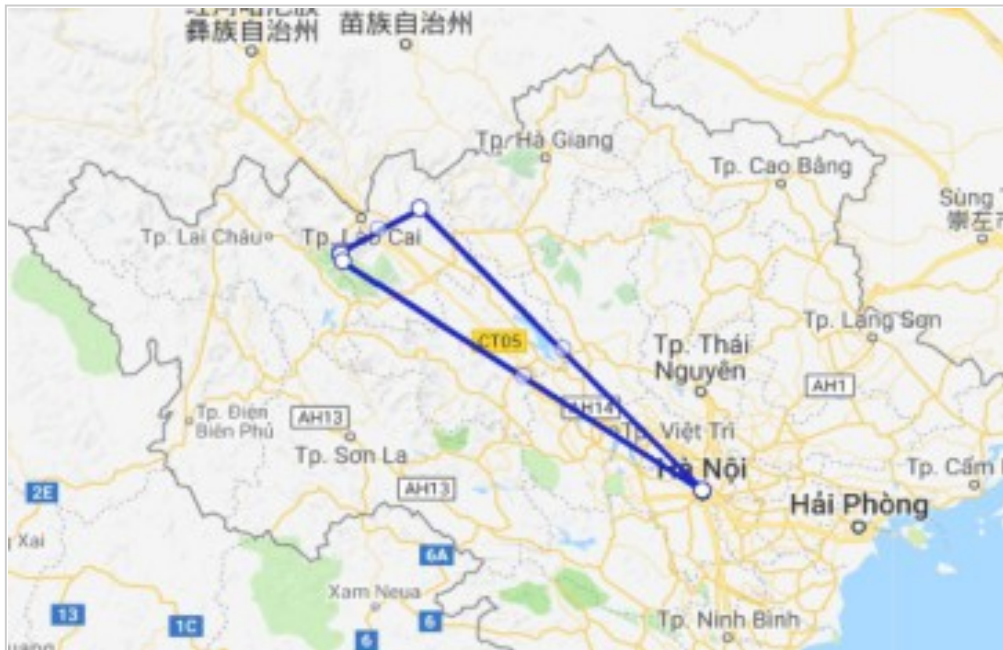 彝族自治州
苗族自治州
Tp. Hà Giang
Tp. Cao Bằng
Tp. Lai Châu
Tp. Lào Cai
CT05
Tp. Lạng Sơn
Tp. Thái
Nguyên
AH1
Tp. Điện
Biên Phủ
AH13
AH14
Tp. Việt Trì
Tp. Sơn La
Hà Nội
AH13
2E
Hải Phòng
Xai
6A
Xam Neua
13
1C
6
6
Tp. Ninh Bình